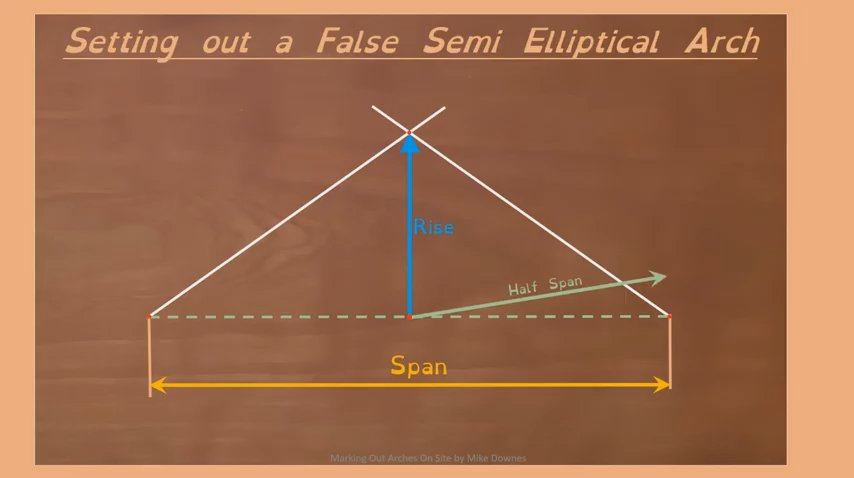 Setting out a False Semi Elliptical Arch
Rise
Half Span
Span
Marking Out Arches On Site by Mike Downes